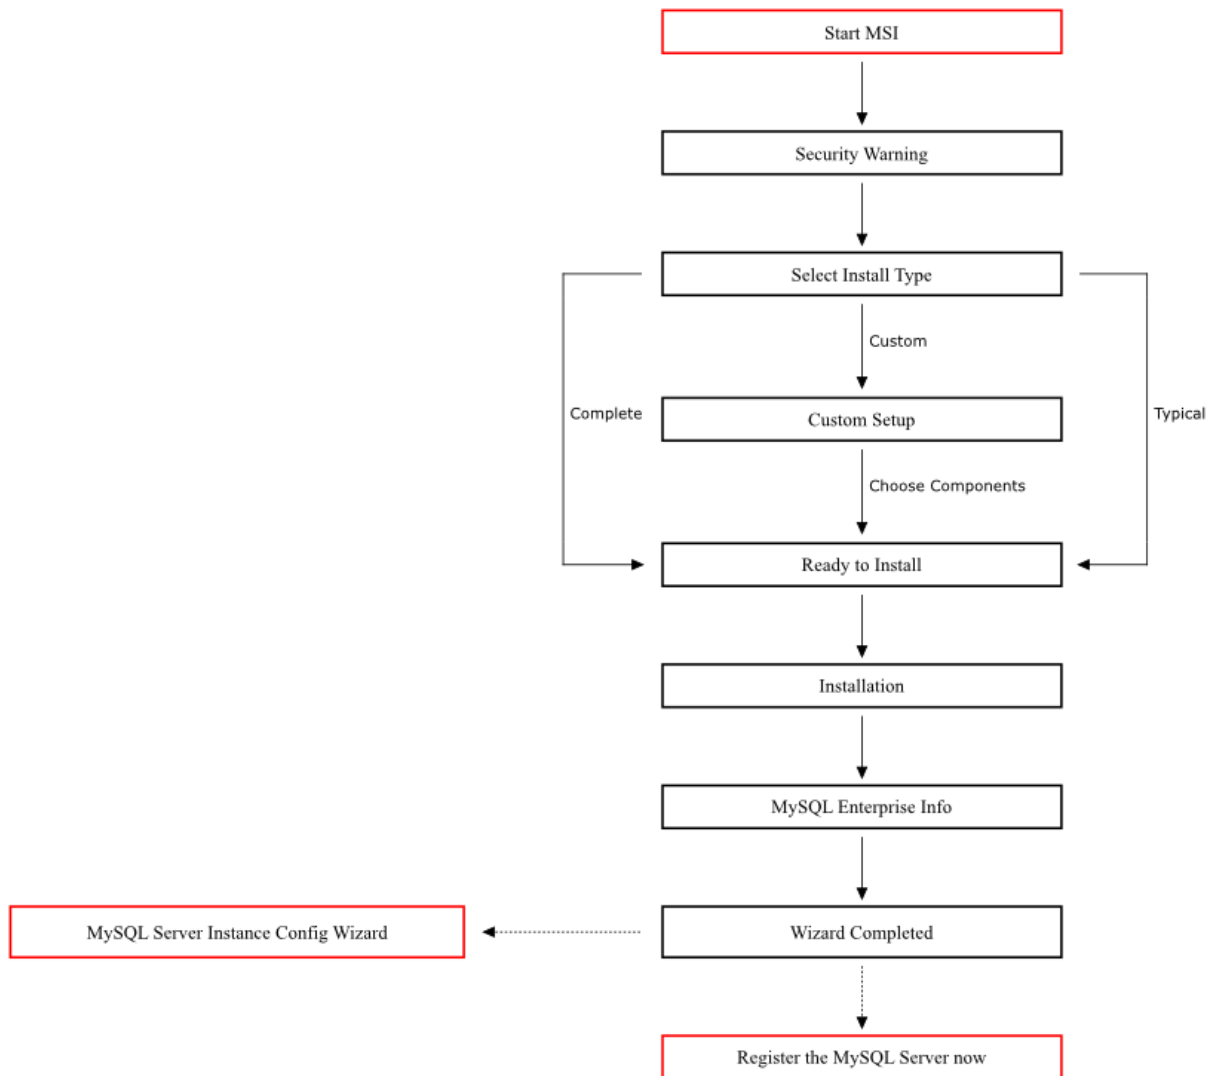 Start MSI
Security Warning
Select Install Type
Custom
Complete
Custom Setup
Typical
Choose Components
Ready to Install
Installation
MySQL Enterprise Info
MySQL Server Instance Config Wizard
Wizard Completed
Register the MySQL Server now